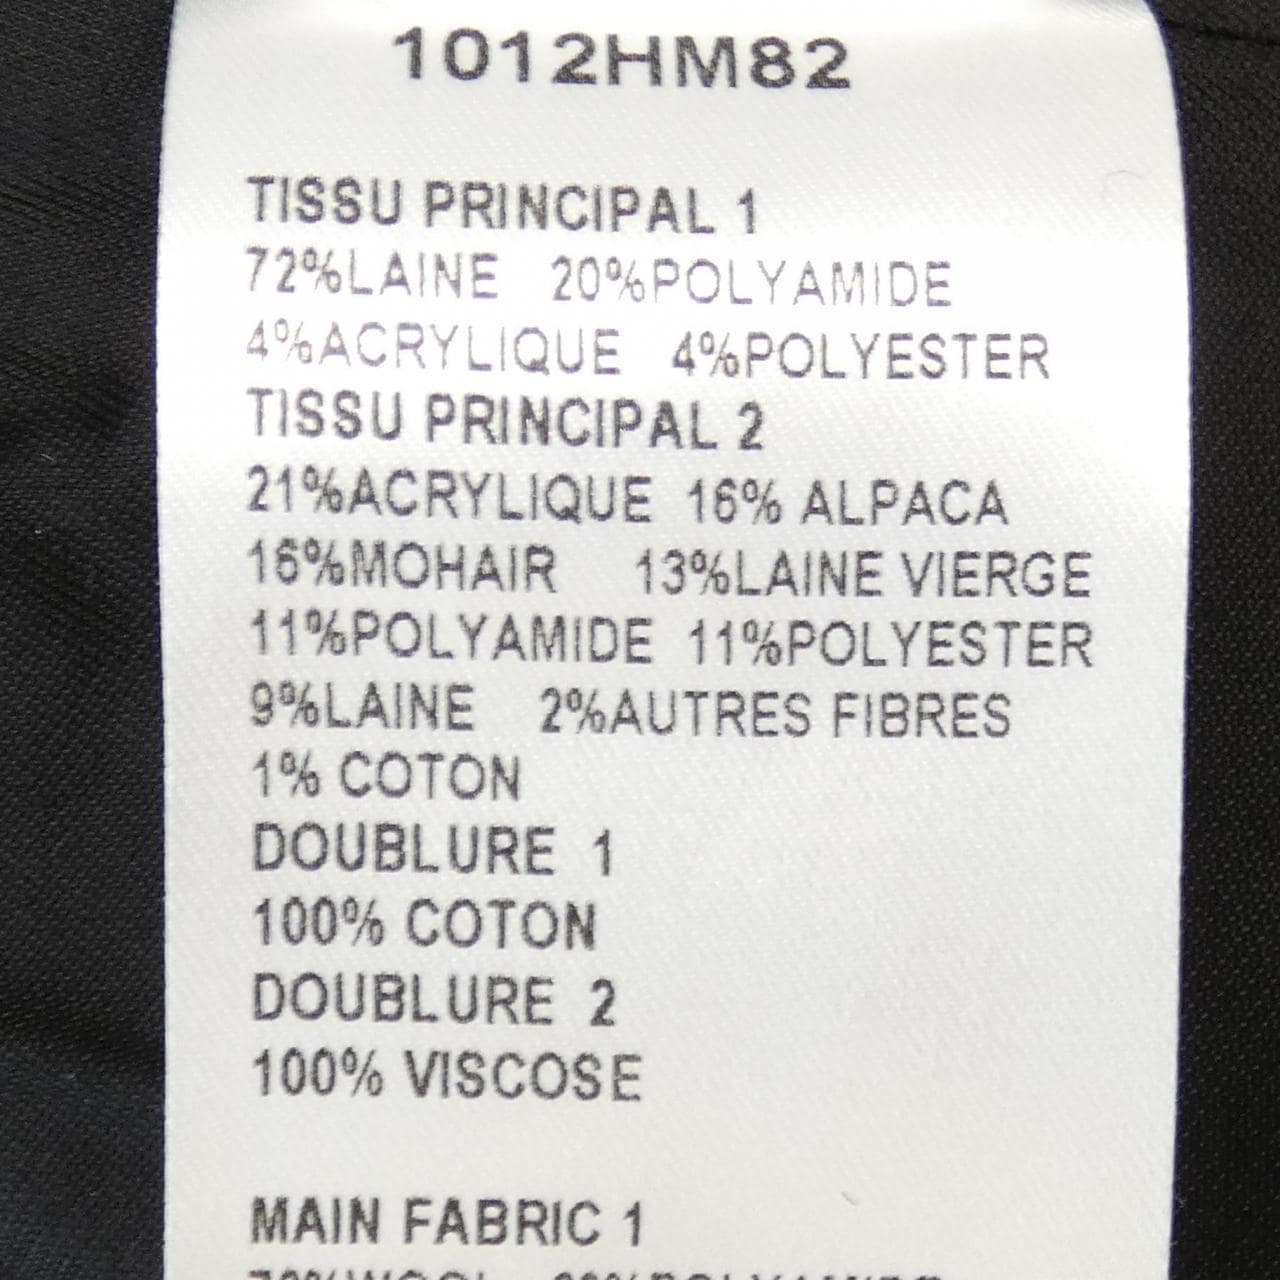 1012HM82
TISSU PRINCIPAL 1
72%LAINE 20%POLYAMIDE
4%ACRYLIQUE 4%POLYESTER
TISSU PRINCIPAL 2
21%ACRYLIQUE 16% ALPACA
16%MOHAIR 13%LAINE VIERGE
11%POLYAMIDE 11%POLYESTER
9%LAINE 2%AUTRES FIBRES
1% COTON
DOUBLURE 1
100% COTON
DOUBLURE 2
100% VISCOSE
MAIN FABRIC 1